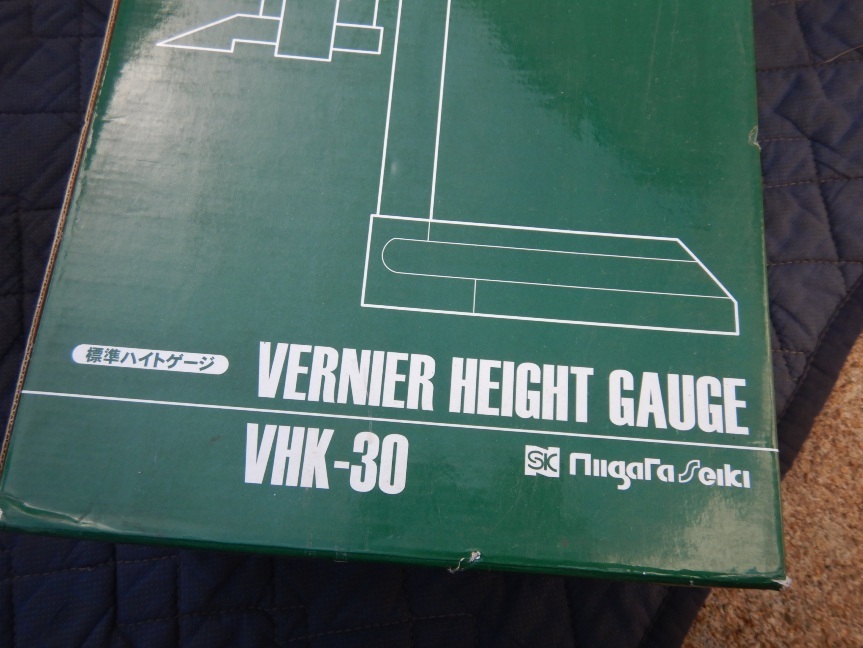 標準ハイトゲージ VERNIER HEIGHT GAUGE
VHK-30 SK Niigata Seiki